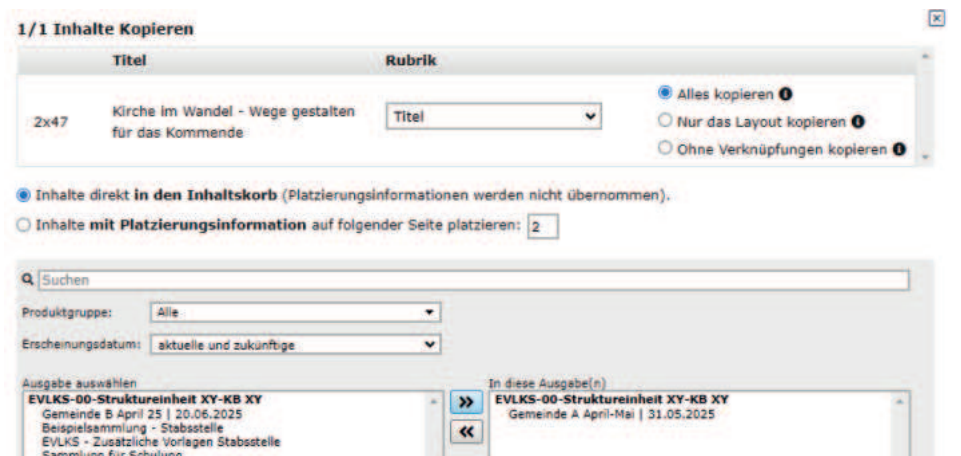 1/1 Inhalte Kopieren
Titel Rubrik
2x47 Kirche im Wandel - Wege gestalten für das Kommende Titel
Alles kopieren
Nur das Layout kopieren
Ohne Verknüpfungen kopieren
Inhalte direkt in den Inhaltskorb (Platzierungsinformationen werden nicht übernommen).
Inhalte mit Platzierungsinformation auf folgender Seite platzieren: 2
Suchen
Produktgruppe: Alle
Erscheinungsdatum: aktuelle und zukünftige
Ausgabe auswählen
EVLKS-00-Struktureinheit XY-KB XY
Gemeinde B April 25 | 20.06.2025
Beispielsammlung - Stabsstelle
EVLKS - Zusätzliche Vorlagen Stabsstelle
Sammlung für Schulung
In diese Ausgabe(n)
EVLKS-00-Struktureinheit XY-KB XY
Gemeinde A April-Mai | 31.05.2025